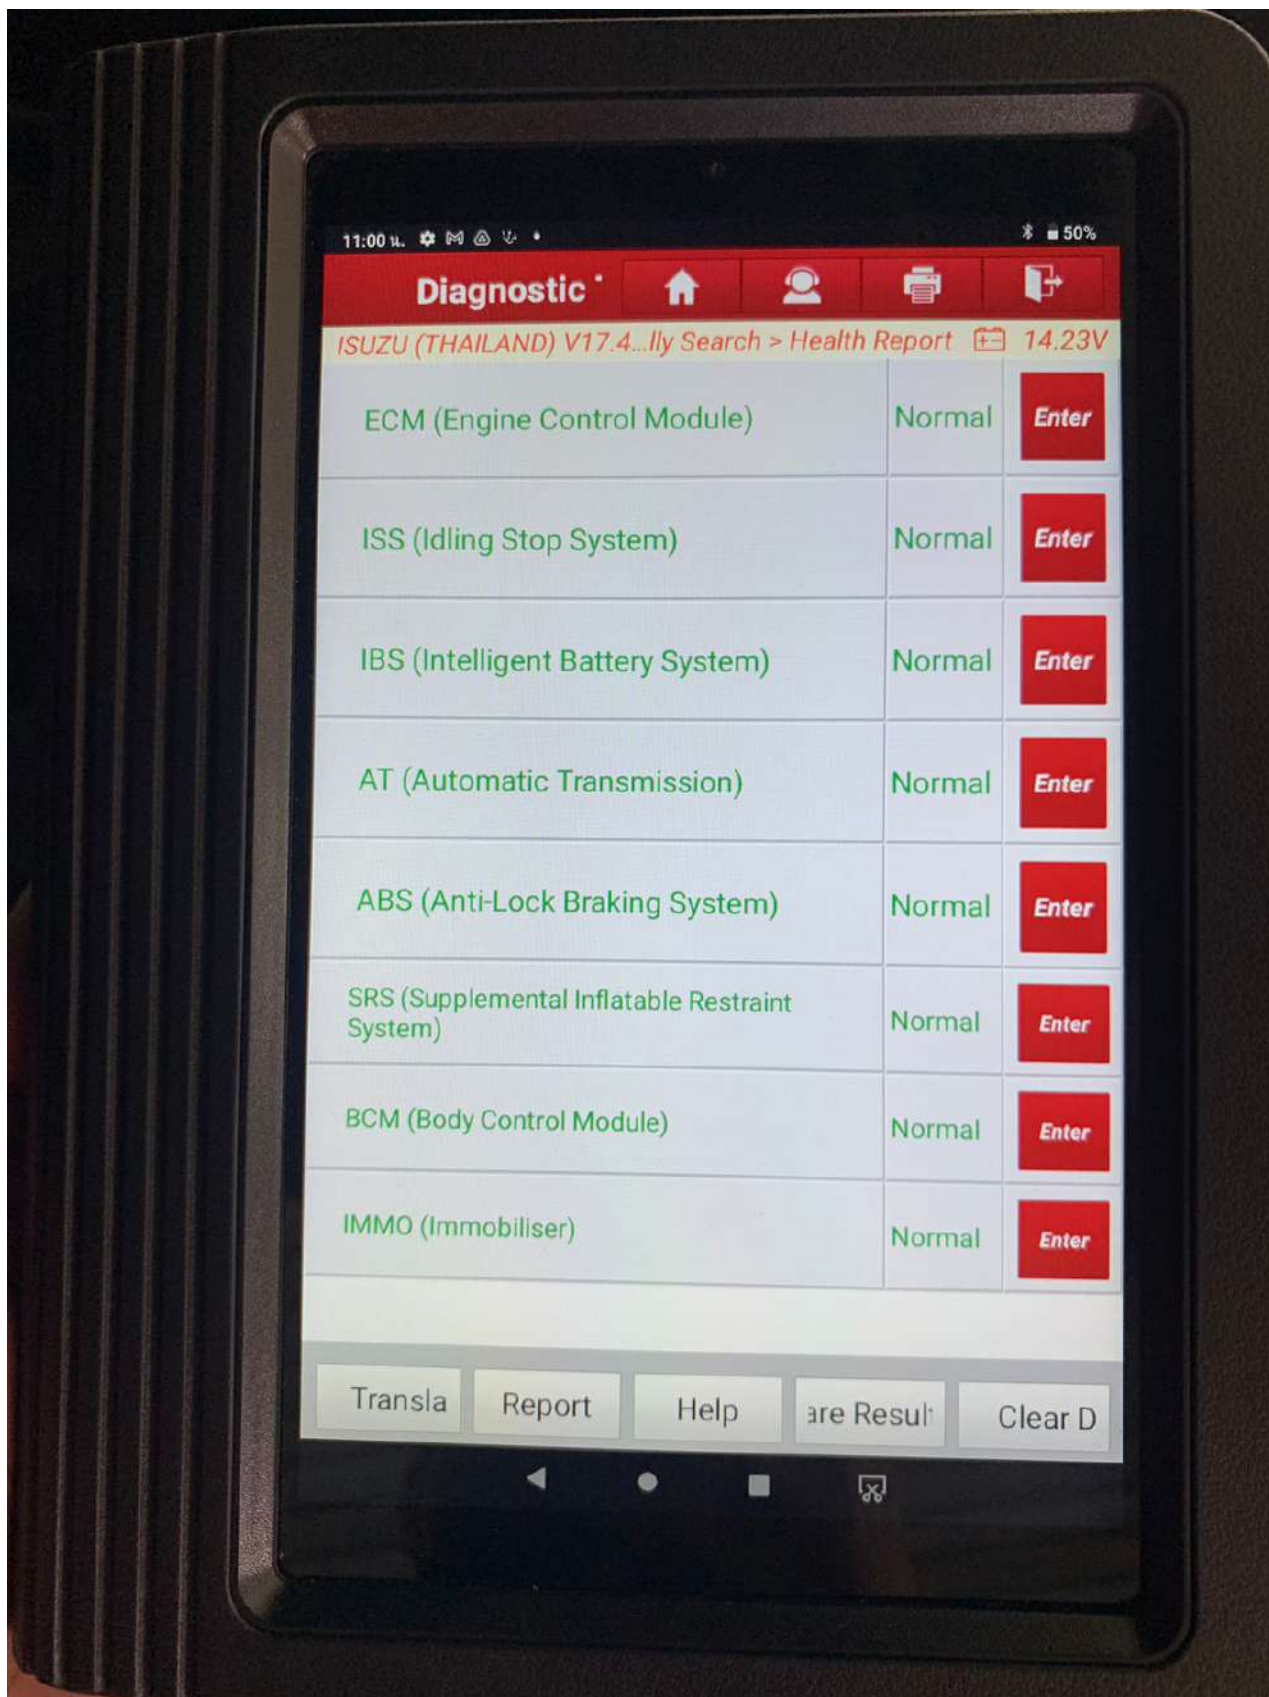 11:00 น. 50%
Diagnostic
ISUZU (THAILAND) V17.4...lly Search > Health Report 14.23V
ECM (Engine Control Module) Normal Enter
ISS (Idling Stop System) Normal Enter
IBS (Intelligent Battery System) Normal Enter
AT (Automatic Transmission) Normal Enter
ABS (Anti-Lock Braking System) Normal Enter
SRS (Supplemental Inflatable Restraint
System) Normal Enter
BCM (Body Control Module) Normal Enter
IMMO (Immobiliser) Normal Enter
Transla Report Help are Resul Clear D